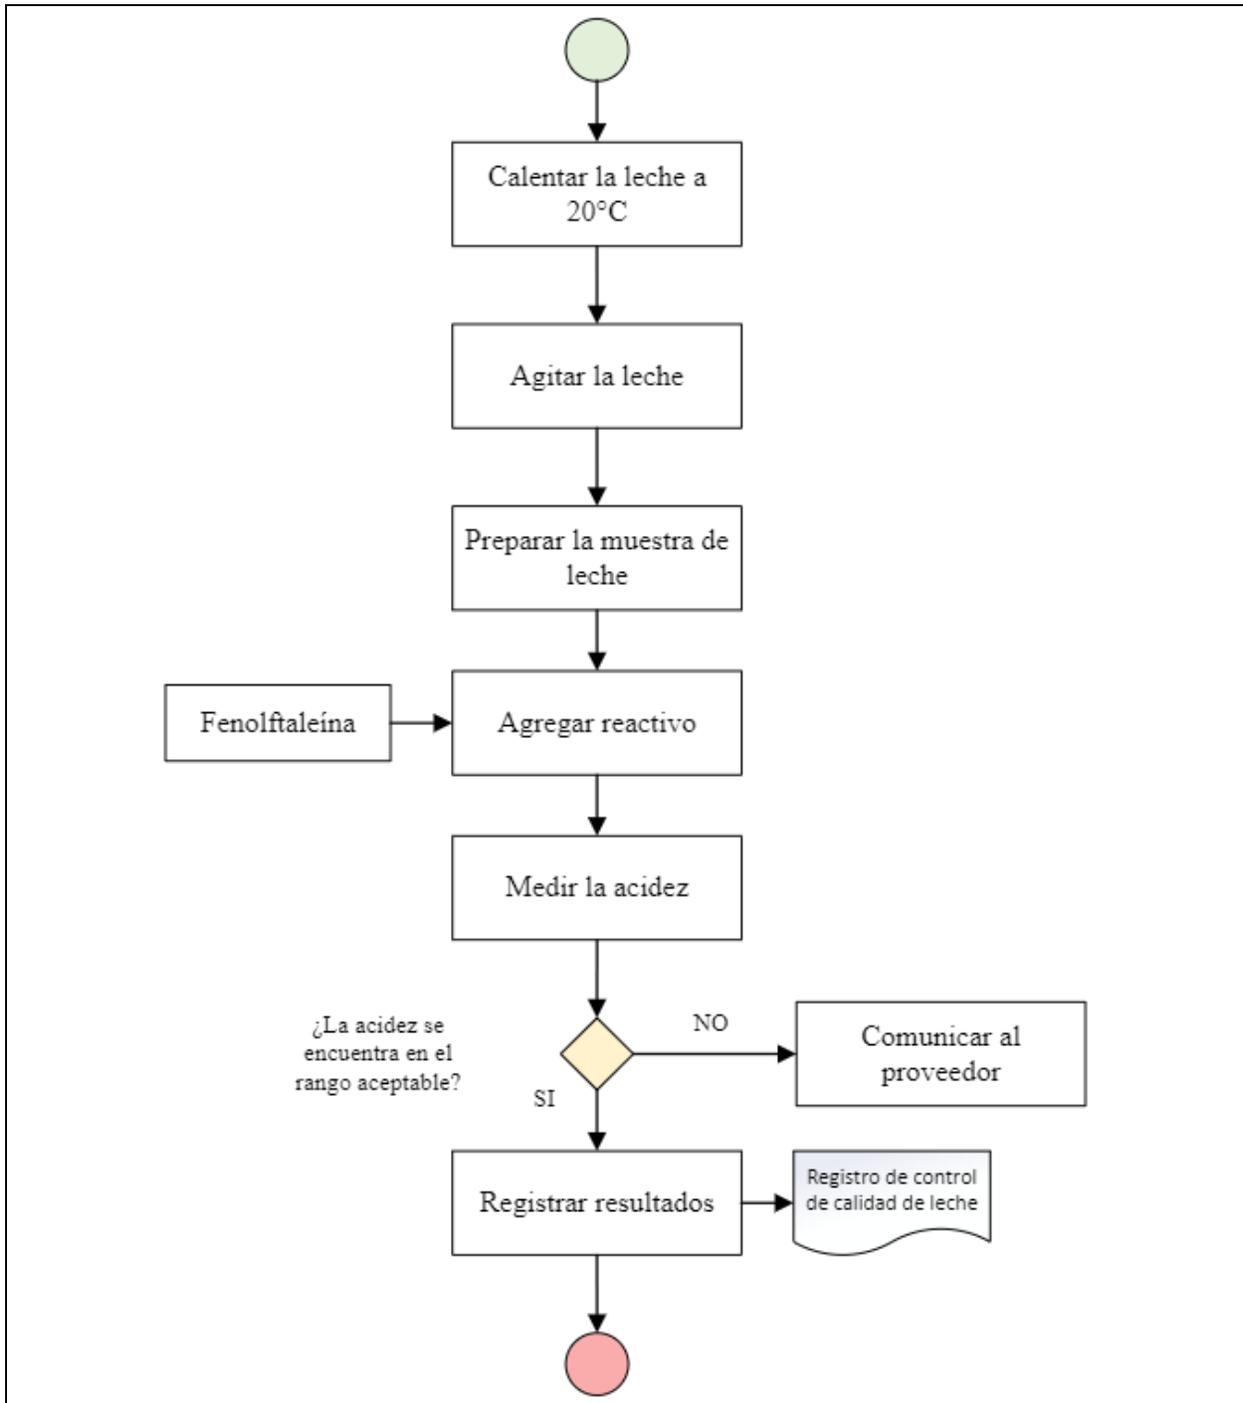 Calentar la leche a
20°C
Agitar la leche
Preparar la muestra de
leche
Fenolftaleína
Agregar reactivo
Medir la acidez
¿La acidez se
encuentra en el
rango aceptable?
NO
Comunicar al
proveedor
SI
Registrar resultados
Registro de control
de calidad de leche